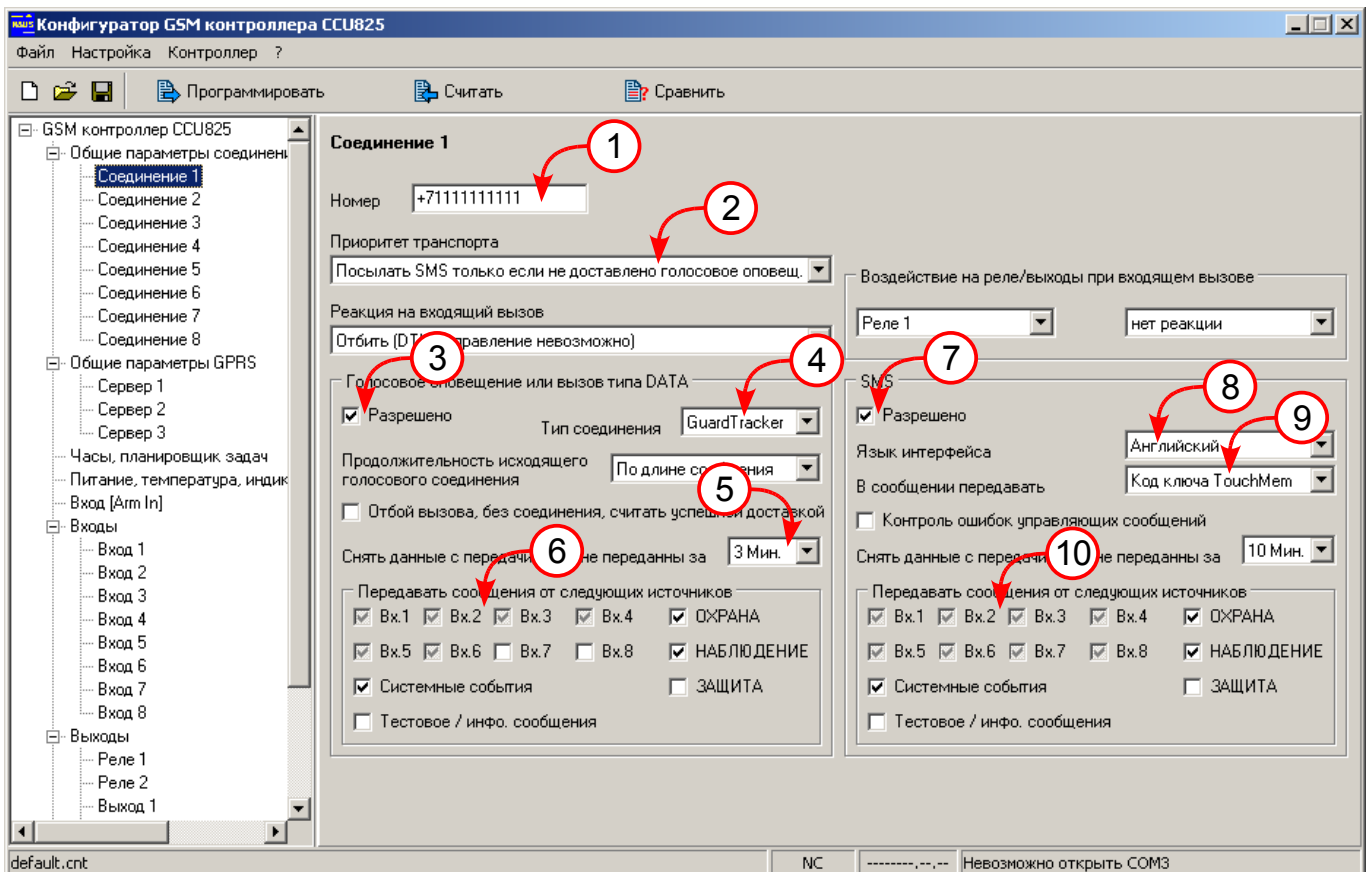 Конфигуратор GSM контроллера CCU825
Файл Настройка Контроллер ?
Программировать Считать Сравнить
GSM контроллер CCU825
Общие параметры соединени
Соединение 1
Соединение 2
Соединение 3
Соединение 4
Соединение 5
Соединение 6
Соединение 7
Соединение 8
Общие параметры GPRS
Сервер 1
Сервер 2
Сервер 3
Часы, планировщик задач
Питание, температура, индик
Вход [Arm In]
Входы
Вход 1
Вход 2
Вход 3
Вход 4
Вход 5
Вход 6
Вход 7
Вход 8
Выходы
Реле 1
Реле 2
Выход 1
Соединение 1
1
Номер +71111111111
2
Приоритет транспорта
Посылать SMS только если не доставлено голосовое оповещ.
Реакция на входящий вызов
Отбить (DT управление невозможно)
Воздействие на реле/выходы при входящем вызове
Реле 1 нет реакции
3
4
Голосовое оповещение или вызов типа DATA
Разрешено
Тип соединения GuardTracker
Продолжительность исходящего
голосового соединения По длине сообщения
5
Отбой вызова, без соединения, считать успешной доставкой
6
Снять данные с передачи не переданны за 3 Мин.
Передавать сообщения от следующих источников
Вх.1 Вх.2 Вх.3 Вх.4 ОХРАНА
Вх.5 Вх.6 Вх.7 Вх.8 НАБЛЮДЕНИЕ
Системные события ЗАЩИТА
Тестовое / инфо. сообщения
7
8
9
SMS
Разрешено
Язык интерфейса Английский
В сообщении передавать Код ключа TouchMem
Контроль ошибок управляющих сообщений
10
Снять данные с передачи не переданны за 10 Мин.
Передавать сообщения от следующих источников
Вх.1 Вх.2 Вх.3 Вх.4 ОХРАНА
Вх.5 Вх.6 Вх.7 Вх.8 НАБЛЮДЕНИЕ
Системные события ЗАЩИТА
Тестовое / инфо. сообщения
default.cnt NC --------,--,-- Невозможно открыть COM3